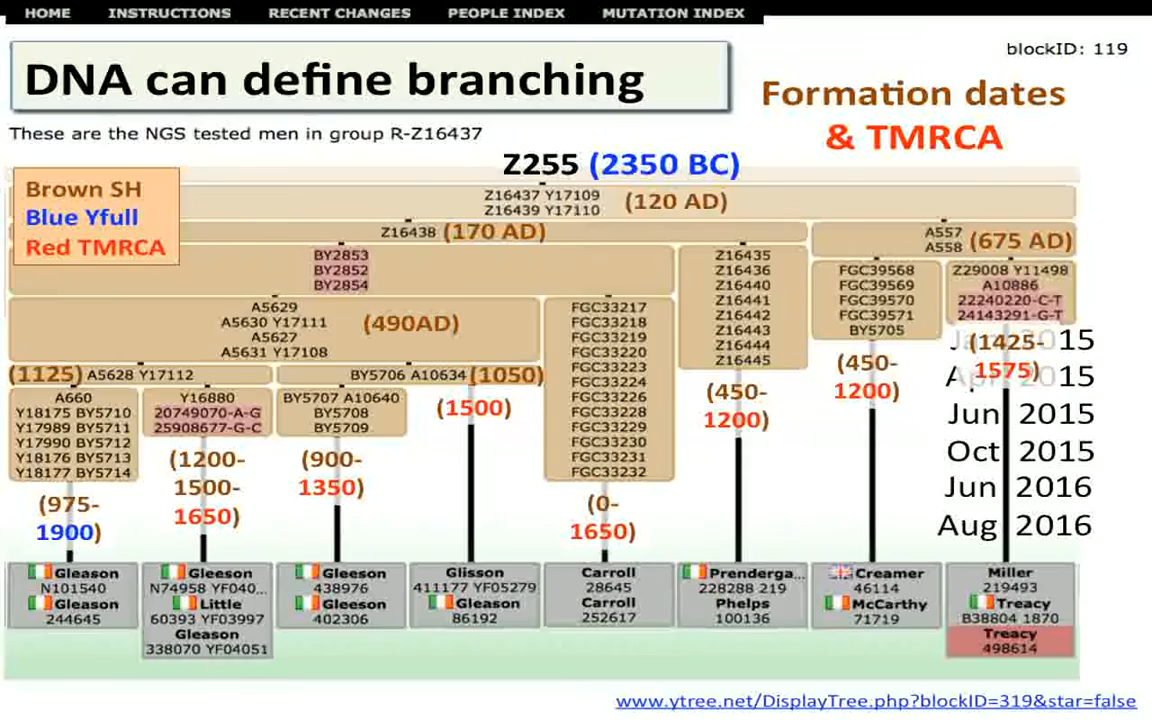 HOME INSTRUCTIONS RECENT CHANGES PEOPLE INDEX MUTATION INDEX
blockID: 119
DNA can define branching
Formation dates
& TMRCA
These are the NGS tested men in group R-Z16437
Z255 (2350 BC)
Brown SH
Blue Yfull
Red TMRCA
Z16437 Y17109
Z16439 Y17110
(120 AD)
Z16438 (170 AD)
A557
A558
(675 AD)
BY2853
BY2852
BY2854
A5629
A5630 Y17111
A5627
A5631 Y17108
(490AD)
(1125) A5628 Y17112
BY5706 A10634 (1050)
A660
Y18175 BY5710
Y17989 BY5711
Y17990 BY5712
Y18176 BY5713
Y18177 BY5714
(975-
1900)
Y16880
20749070-A-G
25908677-G-C
(1200-
1500-
1650)
BY5707 A10640
BY5708
BY5709
(900-
1350)
(1500)
FGC33217
FGC33218
FGC33219
FGC33220
FGC33223
FGC33224
FGC33226
FGC33228
FGC33229
FGC33230
FGC33231
FGC33232
(0-
1650)
Z16435
Z16436
Z16440
Z16441
Z16442
Z16443
Z16444
Z16445
(450-
1200)
FGC39568
FGC39569
FGC39570
FGC39571
BY5705
(450-
1200)
Z29008 Y11498
A10886
22240220-C-T
24143291-G-T
(1425-
1575)
2015
2015
Jun 2015
Oct 2015
Jun 2016
Aug 2016
Gleason
N101540
Gleason
244645
Gleeson
N74958 YF040...
Little
60393 YF03997
Gleason
338070 YF04051
Gleeson
438976
Gleeson
402306
Glisson
411177 YF05279
Gleason
86192
Carroll
28645
Carroll
252617
Prenderga...
228288 219
Phelps
100136
Creamer
46114
McCarthy
71719
Miller
219493
Treacy
B38804 1870
Treacy
498614
www.ytree.net/DisplayTree.php?blockID=319&star=false